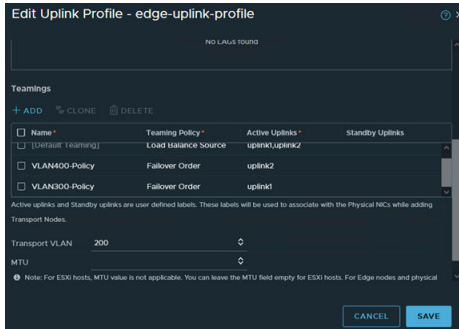 Edit Uplink Profile - edge-uplink-profile
No LAGs found
Teamings
+ ADD CLONE DELETE
Name * Teaming Policy * Active Uplinks * Standby Uplinks
[Default Teaming] Load Balance Source uplink1,uplink2
VLAN400-Policy Failover Order uplink2
VLAN300-Policy Failover Order uplink1
Active uplinks and Standby uplinks are user defined labels. These labels will be used to associate with the Physical NICs while adding
Transport Nodes.
Transport VLAN 200
MTU
Note: For ESXi hosts, MTU value is not applicable. You can leave the MTU field empty for ESXi hosts. For Edge nodes and physical
CANCEL SAVE